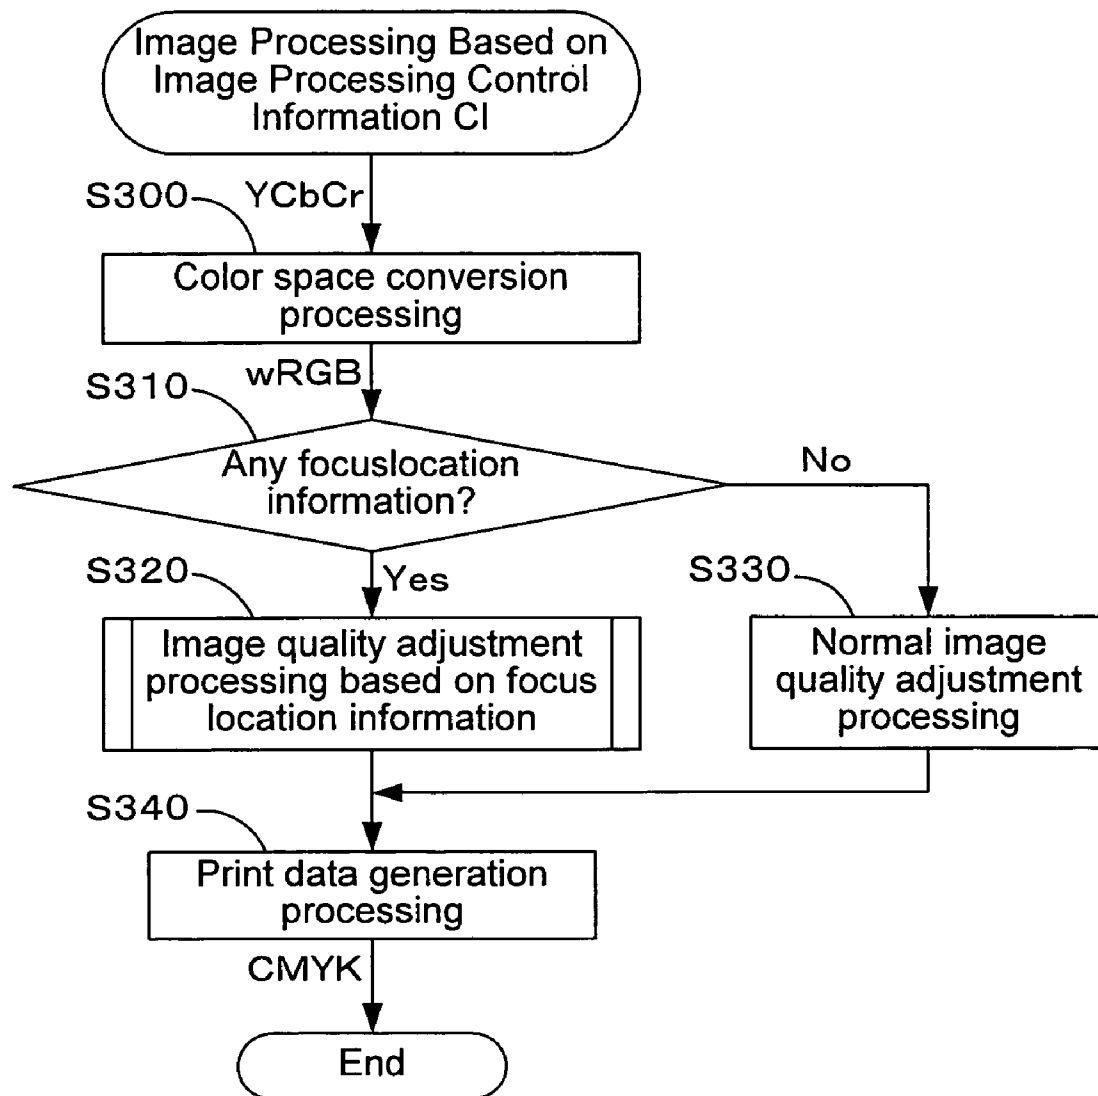 Image Processing Based on
Image Processing Control
Information CI
S300
YCbCr
Color space conversion
processing
S310
wRGB
Any focuslocation
information?
No
S320
Yes
S330
Image quality adjustment
processing based on focus
location information
Normal image
quality adjustment
processing
S340
Print data generation
processing
CMYK
End